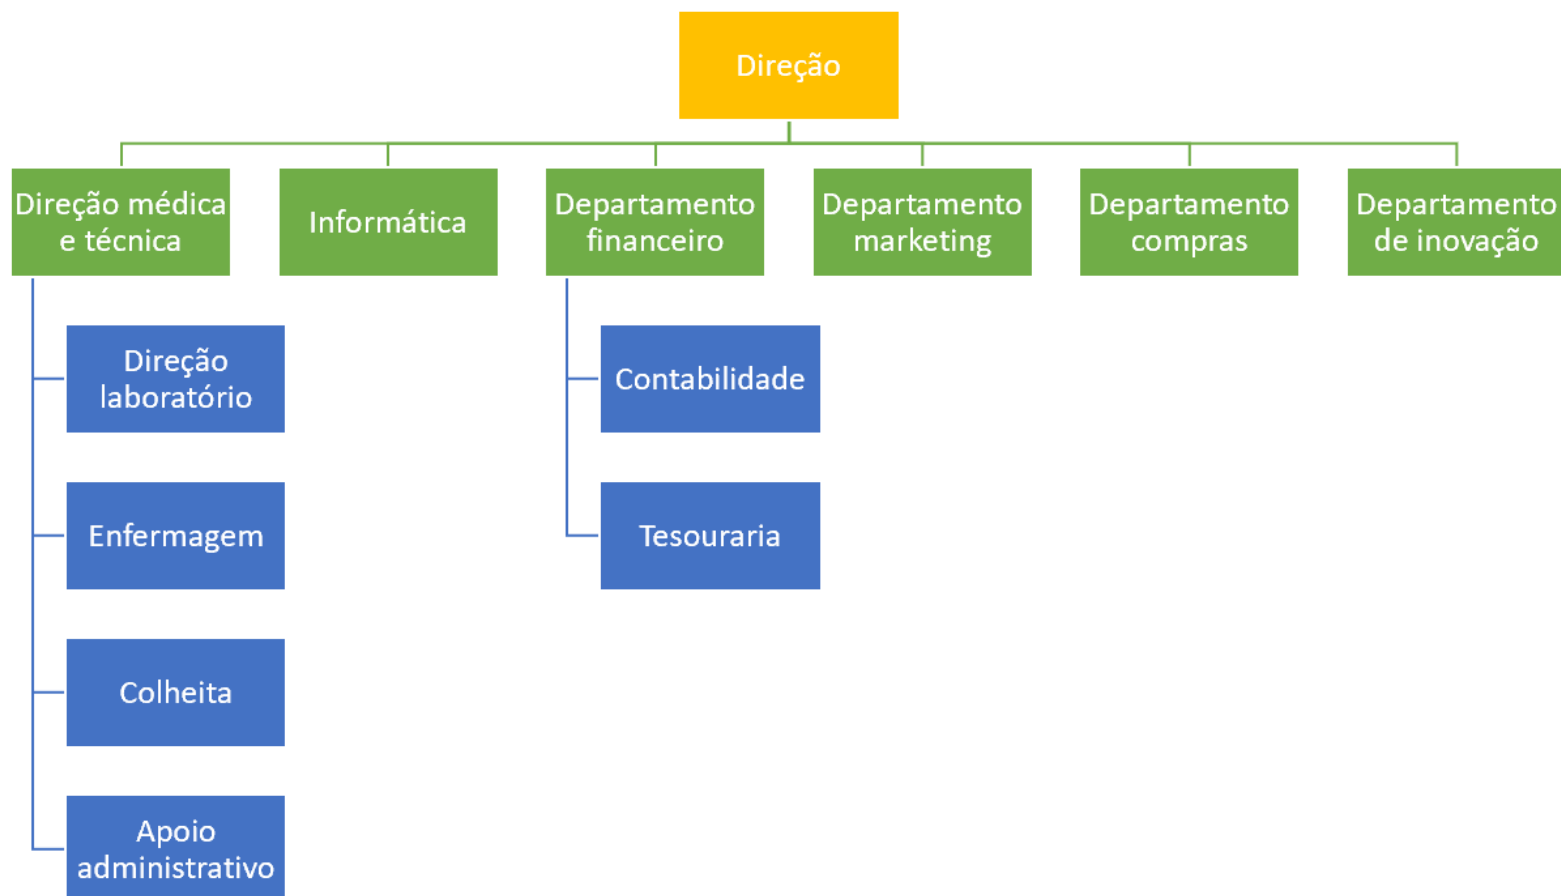 Direção
Direção médica
e técnica
Informática
Departamento
financeiro
Departamento
marketing
Departamento
compras
Departamento
de inovação
Direção
laboratório
Enfermagem
Colheita
Apoio
administrativo
Contabilidade
Tesouraria